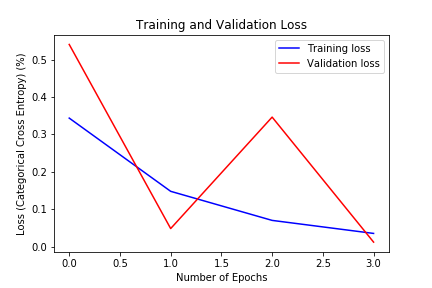 Training and Validation Loss
Training loss
Validation loss
Loss (Categorical Cross Entropy) (%)
0.5
0.4
0.3
0.2
0.1
0.0
0.0 0.5 1.0 1.5 2.0 2.5 3.0
Number of Epochs